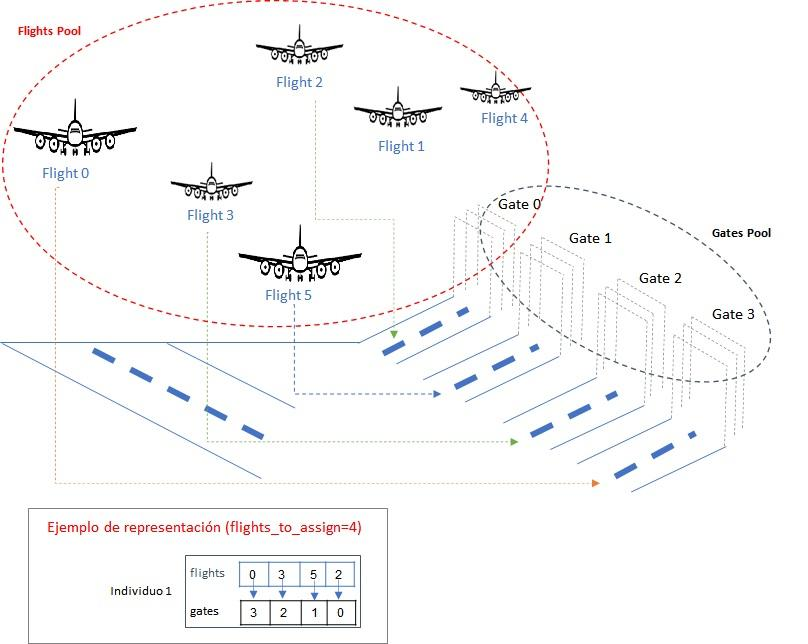 Flights Pool
Flight 2
Flight 4
Flight 1
Flight 0
Flight 3
Gate 0
Gates Pool
Gate 1
Gate 2
Flight 5
Gate 3
Ejemplo de representación (flights_to_assign=4)
Individuo 1
flights 0 3 5 2
gates 3 2 1 0